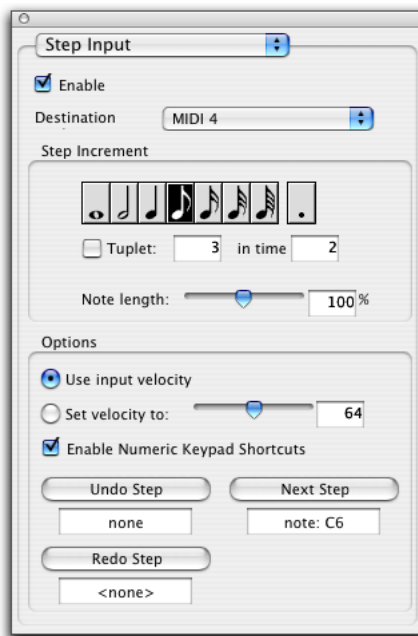 Step Input
Enable
Destination MIDI 4
Step Increment
Tuplet: 3 in time 2
Note length: 100 %
Options
Use input velocity
Set velocity to: 64
Enable Numeric Keypad Shortcuts
Undo Step Next Step
none note: C6
Redo Step
<none>